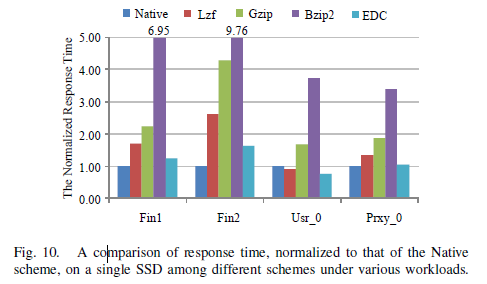 Native Lzf Gzip Bzip2 EDC
6.95 9.76
5.00
4.00
3.00
2.00
1.00
0.00
The Normalized Response Time
Fin1 Fin2 Usr_0 Prxy_0
Fig. 10. A comparison of response time, normalized to that of the Native
scheme, on a single SSD among different schemes under various workloads.